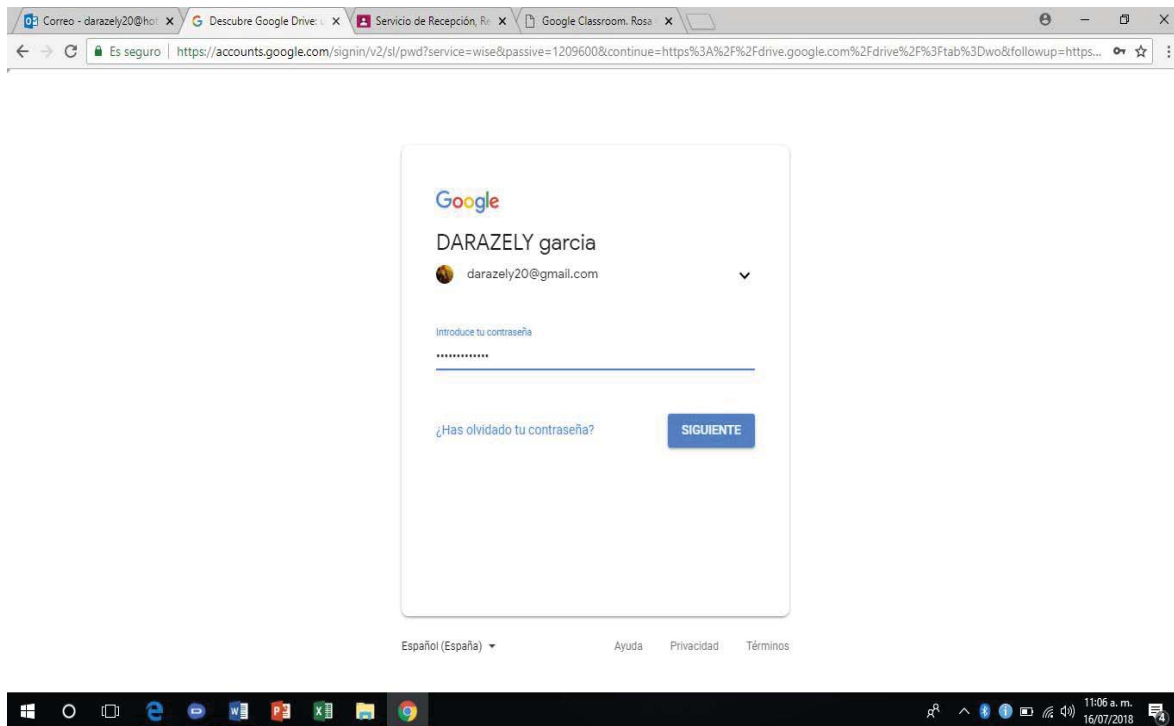 Correo - darazely20@hot
Descubre Google Drive:
Servicio de Recepción, Re
Google Classroom. Rosa
Es seguro | https://accounts.google.com/signin/v2/sl/pwd?service=wise&passive=1209600&continue=https%3A%2F%2Fdrive.google.com%2Fdrive%2F%3Ftab%3Dwo&followup=https...
Google
DARAZELY garcia
darazely20@gmail.com
Introduce tu contraseña
•••••••••••••
¿Has olvidado tu contraseña?
SIGUIENTE
Español (España)
Ayuda
Privacidad
Términos
11:06 a. m.
16/07/2018